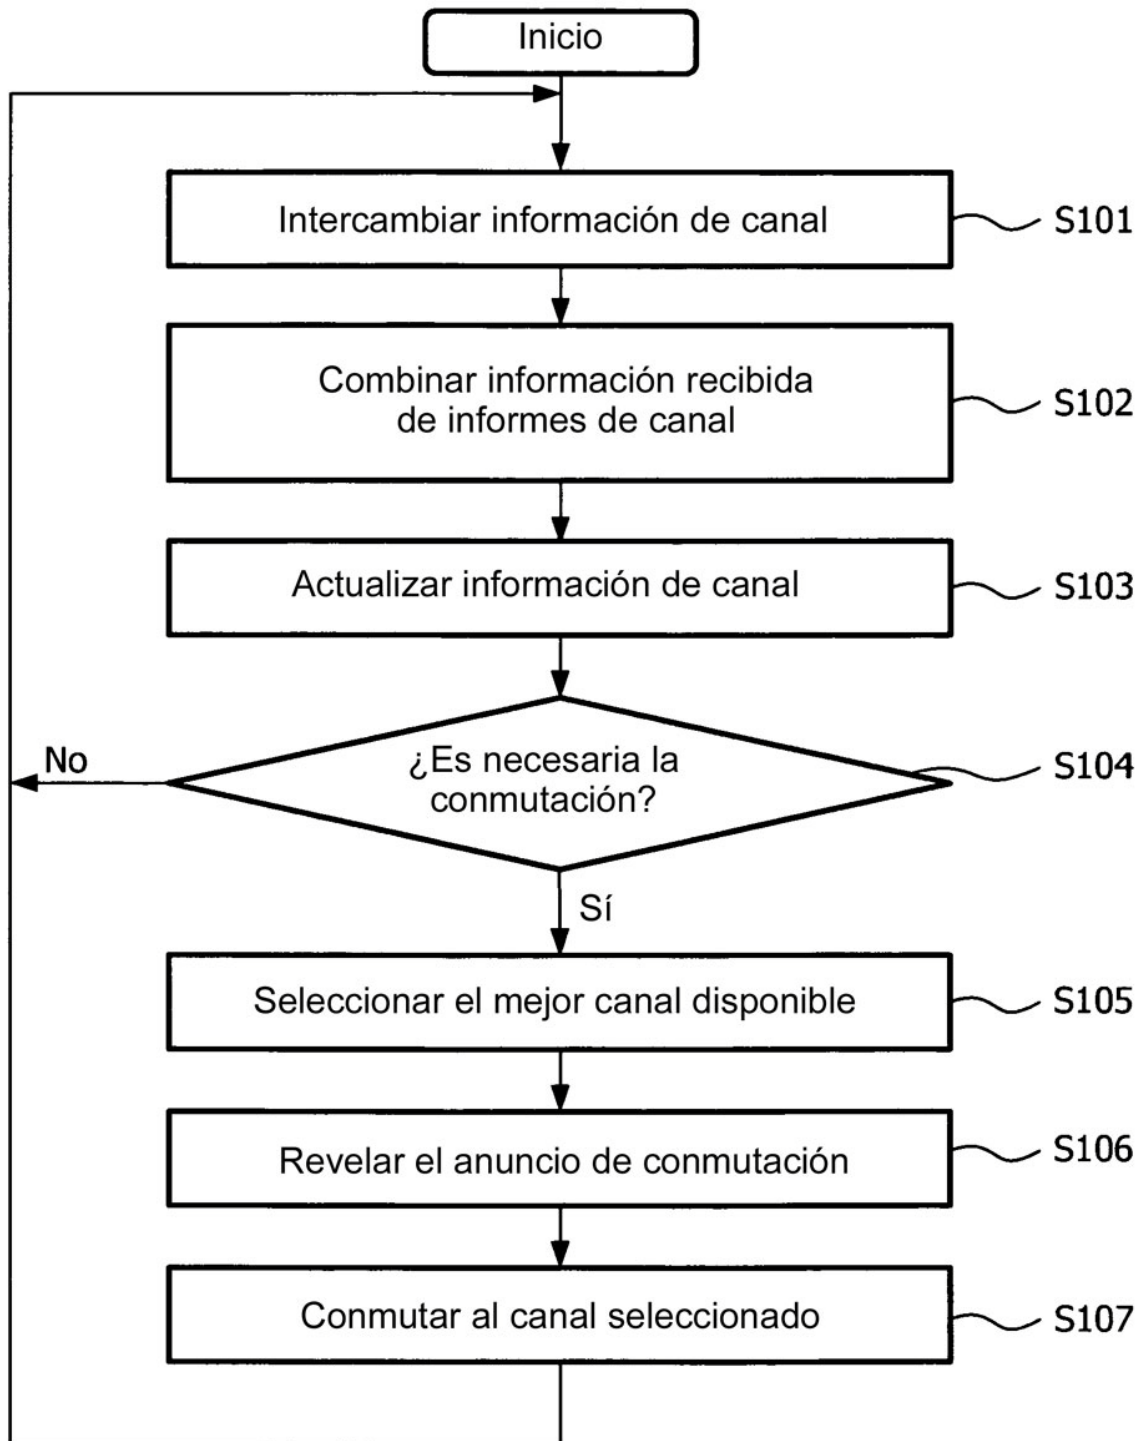 Inicio
Intercambiar información de canal
S101
Combinar información recibida
de informes de canal
S102
Actualizar información de canal
S103
¿Es necesaria la
conmutación?
S104
No
Sí
Seleccionar el mejor canal disponible
S105
Revelar el anuncio de conmutación
S106
Conmutar al canal seleccionado
S107